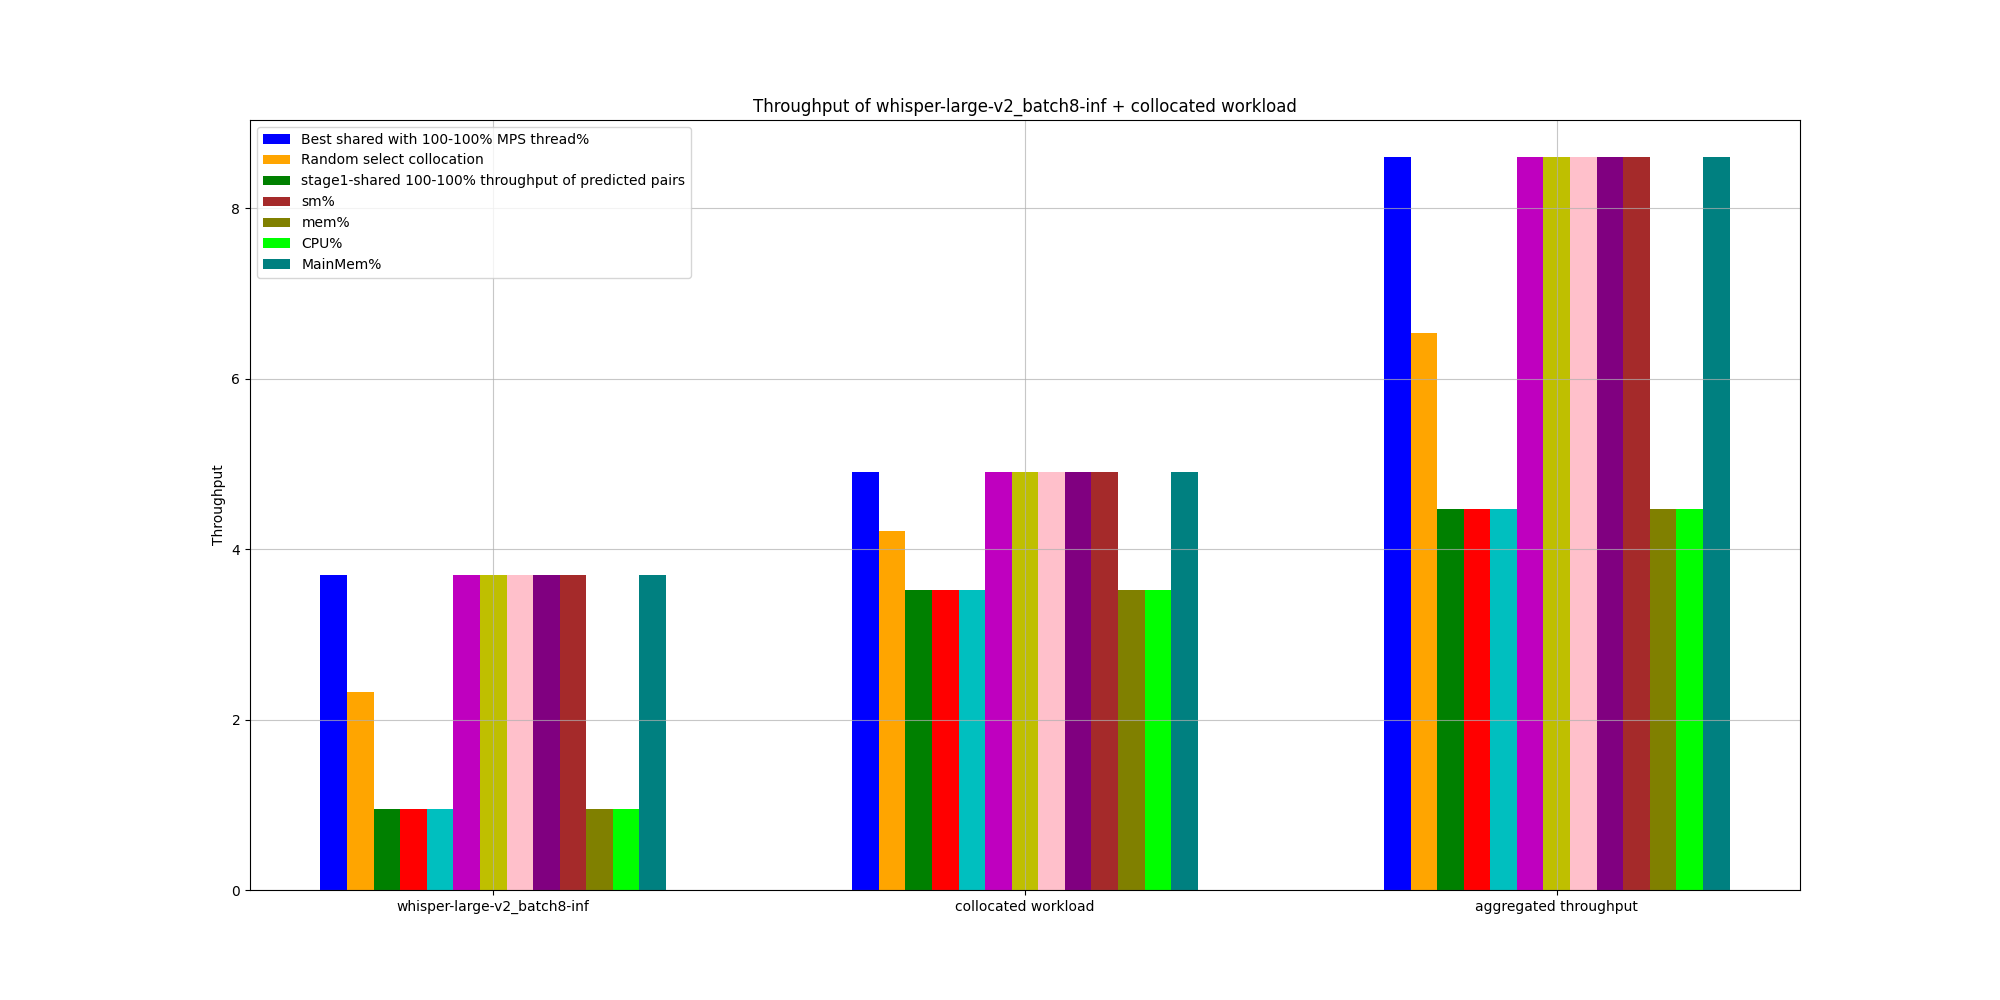 Throughput of whisper-large-v2_batch8-inf + collocated workload
Best shared with 100-100% MPS thread%
Random select collocation
stage1-shared 100-100% throughput of predicted pairs
sm%
mem%
CPU%
MainMem%
Throughput
8
6
4
2
0
whisper-large-v2_batch8-inf
collocated workload
aggregated throughput